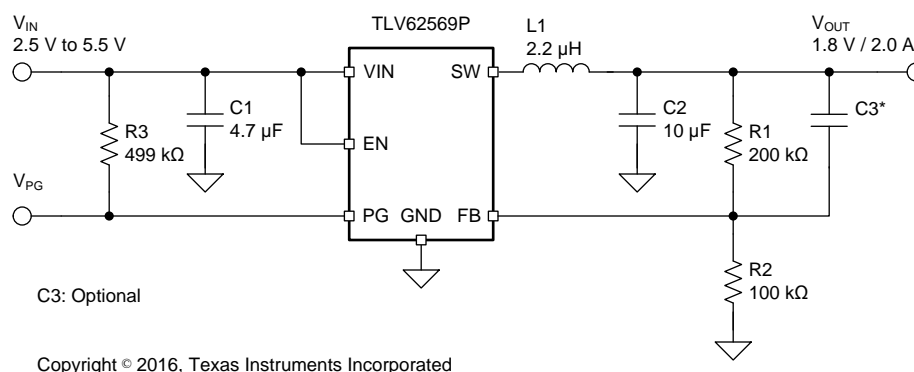 TLV62569P
V_IN
2.5 V to 5.5 V
L1
2.2 µH
V_OUT
1.8 V / 2.0 A
VIN
SW
C1
4.7 µF
R3
499 kΩ
EN
C2
10 µF
R1
200 kΩ
C3*
V_PG
PG
GND
FB
R2
100 kΩ
C3: Optional
Copyright © 2016, Texas Instruments Incorporated